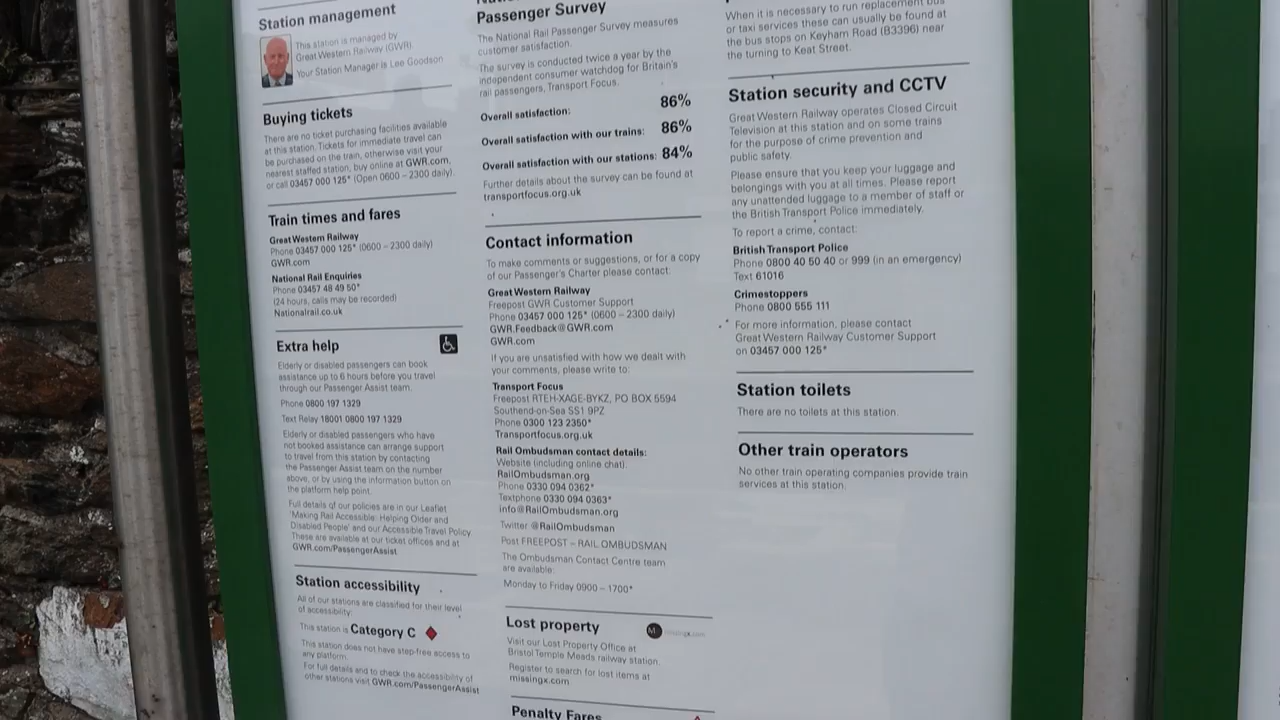 Station management
This station is managed by
Great Western Railway (GWR).
Your Station Manager is Lee Goodson
Buying tickets
There are no ticket purchasing facilities available
at this station. Tickets for immediate travel can
be purchased on the train, otherwise visit your
nearest staffed station, buy online at GWR.com,
or call 03457 000 125* (Open 0600 – 2300 daily).
Train times and fares
Great Western Railway
Phone 03457 000 125* (0600 – 2300 daily)
GWR.com
National Rail Enquiries
Phone 03457 48 49 50*
(24 hours, calls may be recorded)
Nationalrail.co.uk
Extra help
Elderly or disabled passengers can book
assistance up to 6 hours before you travel
through our Passenger Assist team.
Phone 0800 197 1329
Text Relay 18001 0800 197 1329
Elderly or disabled passengers who have
not booked assistance can arrange support
to travel from this station by contacting
the Passenger Assist team on the number
above, or by using the information button on
the platform help point.
Full details of our policies are in our Leaflet
'Making Rail Accessible: Helping Older and
Disabled People' and our Accessible Travel Policy.
These are available at our ticket offices and at
GWR.com/PassengerAssist
Station accessibility
All of our stations are classified for their level
of accessibility.
This station is Category C
This station does not have step-free access to
any platform.
For full details and to check the accessibility of
other stations visit GWR.com/PassengerAssist
Passenger Survey
The National Rail Passenger Survey measures
customer satisfaction.
The survey is conducted twice a year by the
independent consumer watchdog for Britain's
rail passengers, Transport Focus.
Overall satisfaction: 86%
Overall satisfaction with our trains: 86%
Overall satisfaction with our stations: 84%
Further details about the survey can be found at
transportfocus.org.uk
Contact information
To make comments or suggestions, or for a copy
of our Passenger's Charter please contact:
Great Western Railway
Freepost GWR Customer Support
Phone 03457 000 125* (0600 – 2300 daily)
GWR.Feedback@GWR.com
GWR.com
If you are unsatisfied with how we dealt with
your comments, please write to:
Transport Focus
Freepost RTEH-XAGE-BYKZ, PO BOX 5594
Southend-on-Sea SS1 9PZ
Phone 0300 123 2350*
Transportfocus.org.uk
Rail Ombudsman contact details:
Website (including online chat):
RailOmbudsman.org
Phone 0330 094 0362*
Textphone 0330 094 0363*
info@RailOmbudsman.org
Twitter @RailOmbudsman
Post FREEPOST – RAIL OMBUDSMAN
The Ombudsman Contact Centre team
are available:
Monday to Friday 0900 – 1700*
Lost property
Visit our Lost Property Office at
Bristol Temple Meads railway station.
Register to search for lost items at
missingx.com
Penalty Fares
When it is necessary to run replacement bus
or taxi services these can usually be found at
the bus stops on Keyham Road (B3396) near
the turning to Keat Street.
Station security and CCTV
Great Western Railway operates Closed Circuit
Television at this station and on some trains
for the purpose of crime prevention and
public safety.
Please ensure that you keep your luggage and
belongings with you at all times. Please report
any unattended luggage to a member of staff or
the British Transport Police immediately.
To report a crime, contact:
British Transport Police
Phone 0800 40 50 40 or 999 (in an emergency)
Text 61016
Crimestoppers
Phone 0800 555 111
For more information, please contact
Great Western Railway Customer Support
on 03457 000 125*
Station toilets
There are no toilets at this station.
Other train operators
No other train operating companies provide train
services at this station.